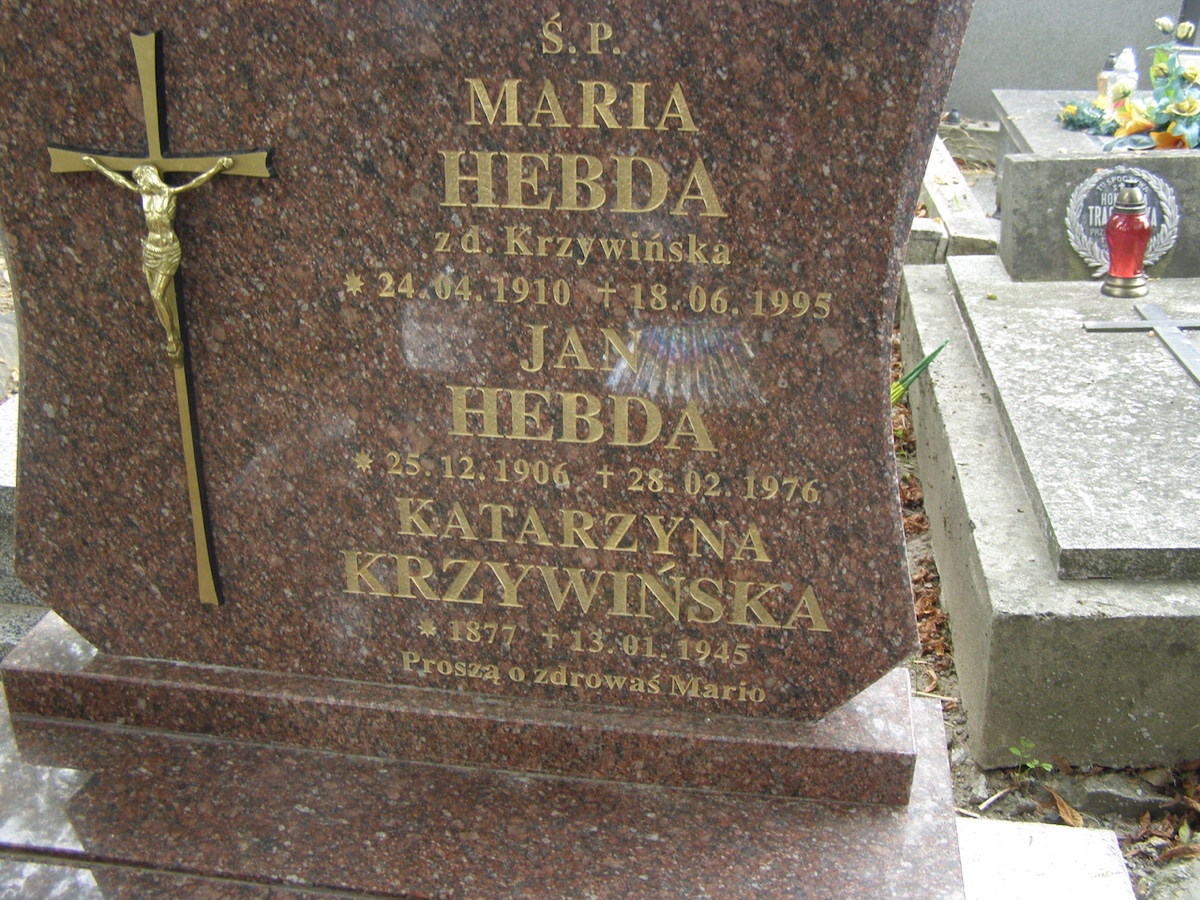 Ś. P.
MARIA
HEBDA
z d. Krzywińska
* 24. 04. 1910 † 18. 06. 1995
JAN
HEBDA
* 25. 12. 1906 † 28. 02. 1976
KATARZYNA
KRZYWIŃSKA
* 1877 † 13. 01. 1945
Proszą o zdrowaś Mario